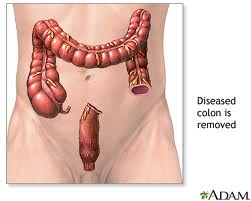 Diseased
colon is
removed
ADAM.